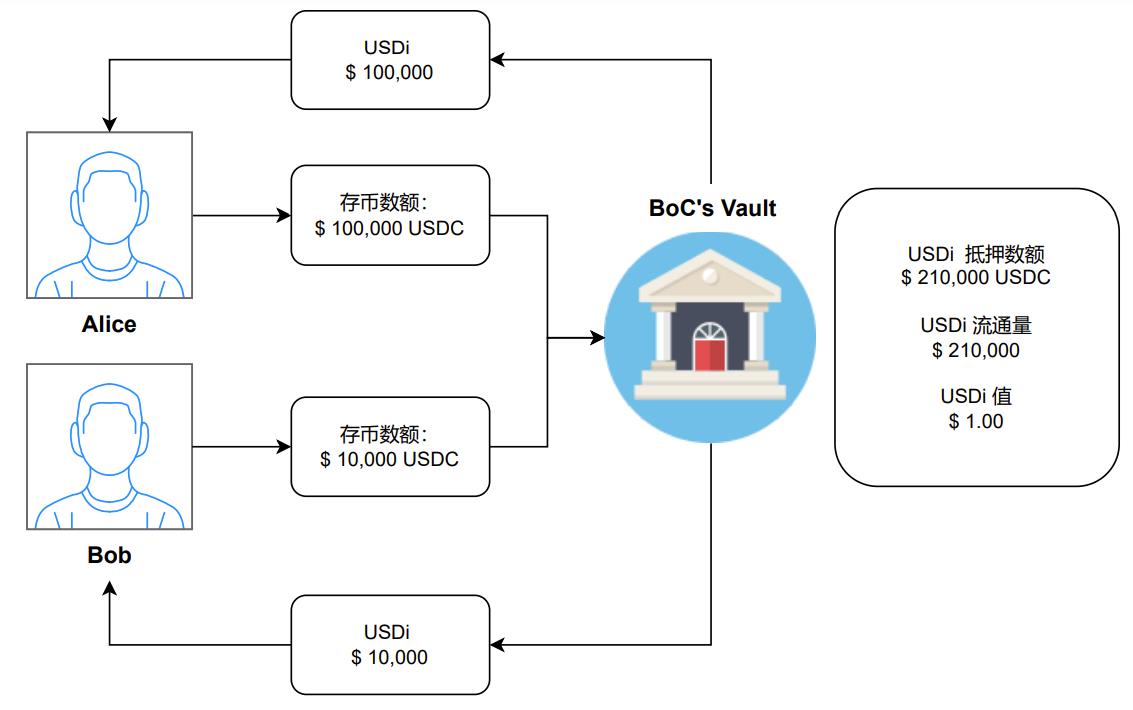 USDi
$ 100,000
存币数额：
$ 100,000 USDC
Alice
BoC's Vault
USDi 抵押数额
$ 210,000 USDC
USDi 流通量
$ 210,000
USDi 值
$ 1.00
存币数额：
$ 10,000 USDC
Bob
USDi
$ 10,000